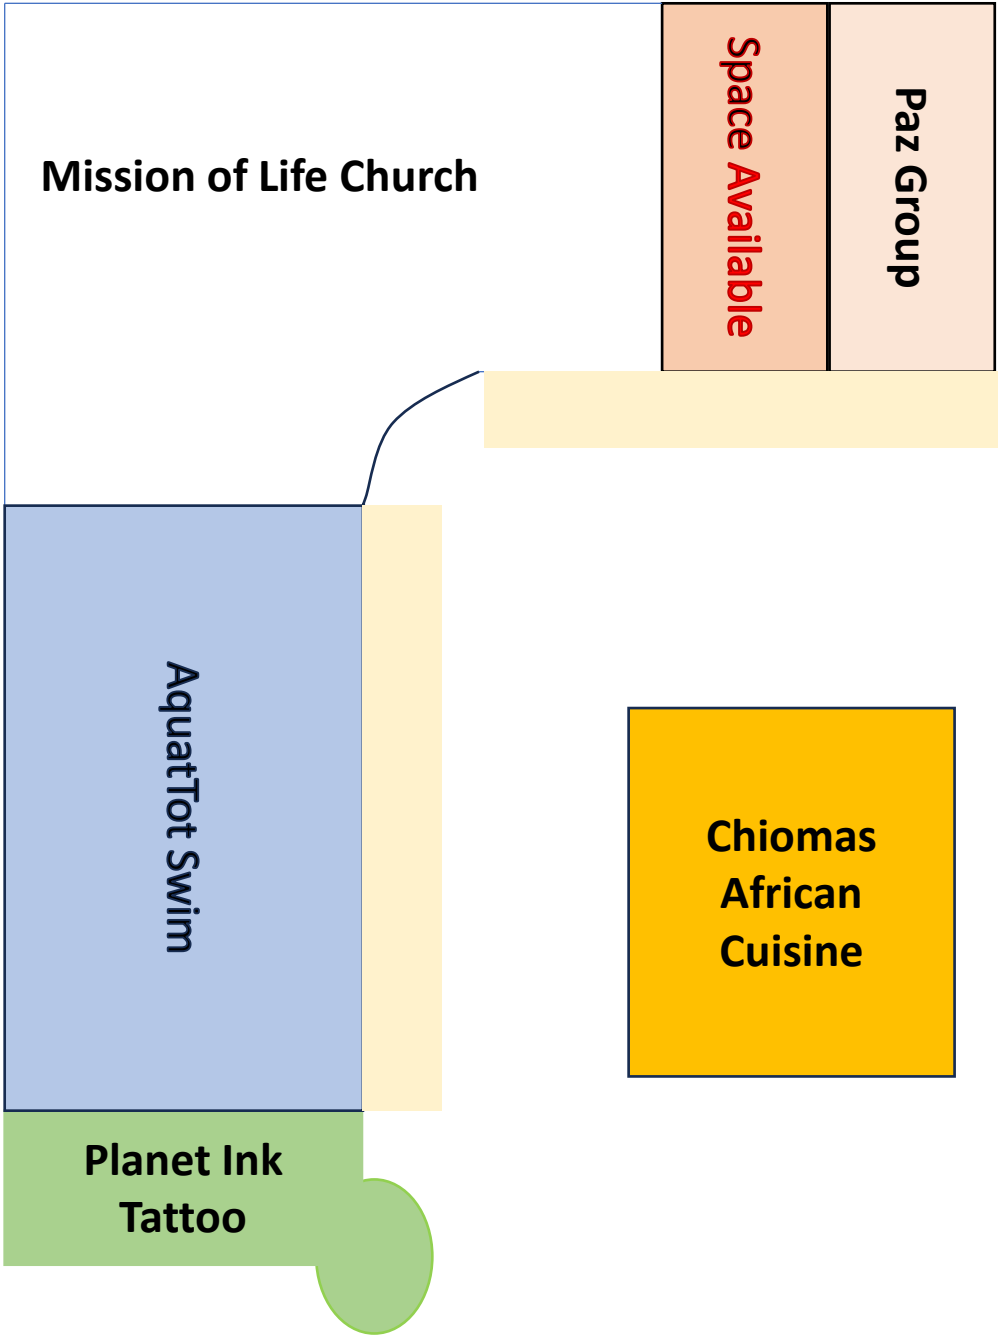 Mission of Life Church
Space Available
Paz Group
AquatTot Swim
Chiomas
African
Cuisine
Planet Ink
Tattoo